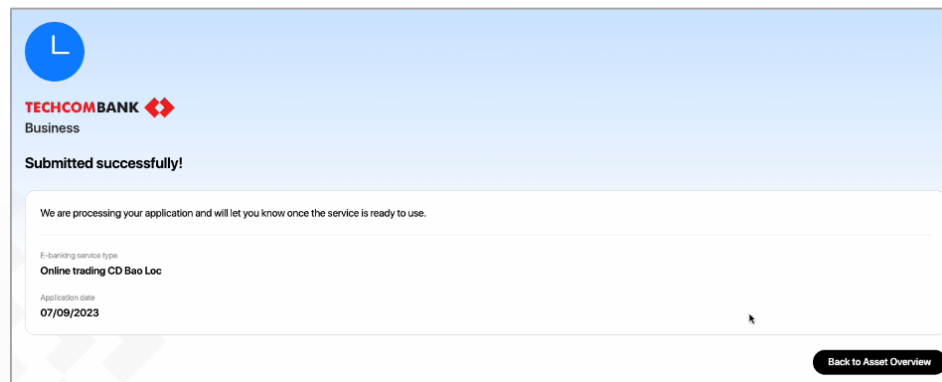 TECHCOMBANK
Business
Submitted successfully!
We are processing your application and will let you know once the service is ready to use.
E-banking service type
Online trading CD Bao Loc
Application date
07/09/2023
Back to Asset Overview